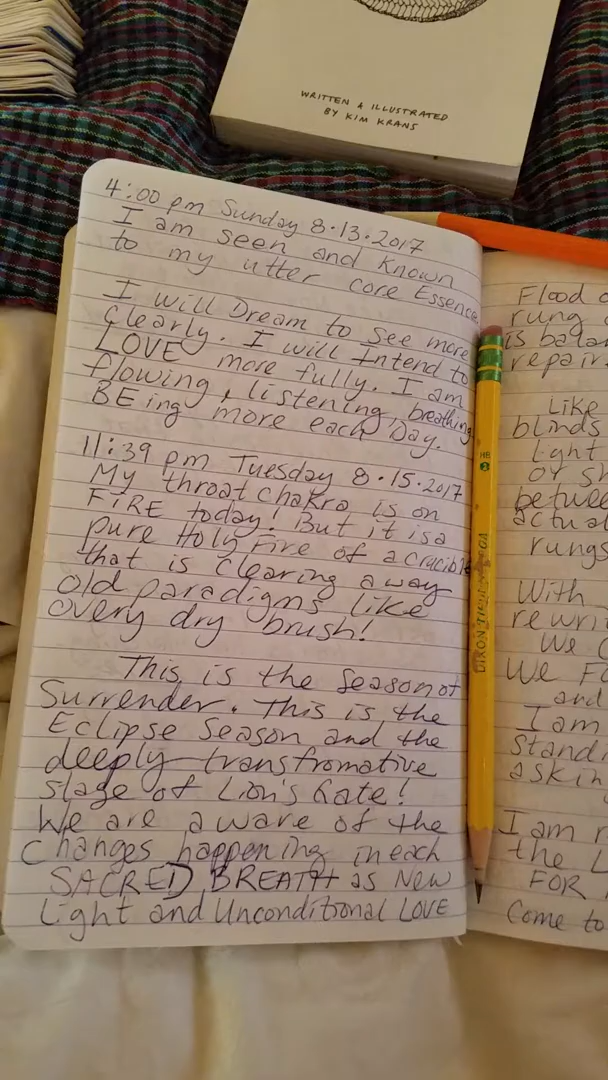 WRITTEN & ILLUSTRATED
BY KIM KRANS
4:00 pm Sunday 8.13.2017
I am seen and Known
to my utter core Essence
I will Dream to see more
clearly. I will Intend to
LOVE more fully. I am
flowing, listening, breathing
BEing more each Day.
11:39 pm Tuesday 8.15.2017
My throat chakra is on
FIRE today! But it is a
pure Holy Fire of a crucible
that is clearing away
old paradigms like
overy dry brush!
This is the Season of
Surrender. This is the
Eclipse Season and the
deeply transfromative
stage of Lion's Gate!
We are aware of the
Changes happening in each
SACRED BREATH as New
Light and Unconditional LOVE
HB
DIXON
Flood
rung
is
repair
Like
blinds
light
of
betwee
actual
rungs
With
rewri
We
We Fo
and
I am
Standi
askin
I am
the L
FOR
Come to